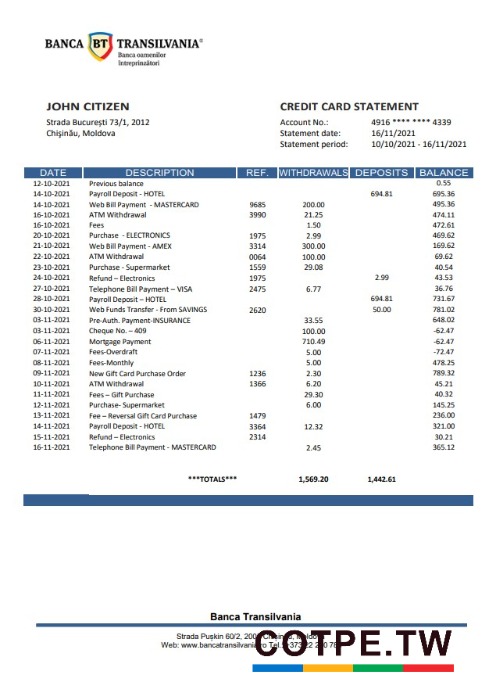 BANCA BT TRANSILVANIA®
Banca oamenilor
întreprinzători
JOHN CITIZEN
CREDIT CARD STATEMENT
Strada București 73/1, 2012
Chișinău, Moldova
Account No.: 4916 **** **** 4339
Statement date: 16/11/2021
Statement period: 10/10/2021 - 16/11/2021
DATE DESCRIPTION REF. WITHDRAWALS DEPOSITS BALANCE
12-10-2021 Previous balance 0.55
14-10-2021 Payroll Deposit - HOTEL 694.81 695.36
14-10-2021 Web Bill Payment - MASTERCARD 9685 200.00 495.36
16-10-2021 ATM Withdrawal 3990 21.25 474.11
16-10-2021 Fees 1.50 472.61
20-10-2021 Purchase - ELECTRONICS 1975 2.99 469.62
21-10-2021 Web Bill Payment - AMEX 3314 300.00 169.62
22-10-2021 ATM Withdrawal 0064 100.00 69.62
23-10-2021 Purchase - Supermarket 1559 29.08 40.54
24-10-2021 Refund – Electronics 1975 2.99 43.53
27-10-2021 Telephone Bill Payment – VISA 2475 6.77 36.76
28-10-2021 Payroll Deposit – HOTEL 694.81 731.67
30-10-2021 Web Funds Transfer - From SAVINGS 2620 50.00 781.02
03-11-2021 Pre-Auth. Payment-INSURANCE 33.55 648.02
03-11-2021 Cheque No. – 409 100.00 -62.47
06-11-2021 Mortgage Payment 710.49 -62.47
07-11-2021 Fees-Overdraft 5.00 -72.47
08-11-2021 Fees-Monthly 5.00 478.25
09-11-2021 New Gift Card Purchase Order 1236 2.30 789.32
10-11-2021 ATM Withdrawal 1366 6.20 45.21
11-11-2021 Fees – Gift Purchase 29.30 40.32
12-11-2021 Purchase- Supermarket 6.00 145.25
13-11-2021 Fee – Reversal Gift Card Purchase 1479 236.00
14-11-2021 Payroll Deposit - HOTEL 3364 12.32 321.00
15-11-2021 Refund – Electronics 2314 30.21
16-11-2021 Telephone Bill Payment - MASTERCARD 2.45 365.12
***TOTALS*** 1,569.20 1,442.61
Banca Transilvania
Strada Pușkin 60/2,
Web: www.bancatransilvania.ro
COTPE.TW